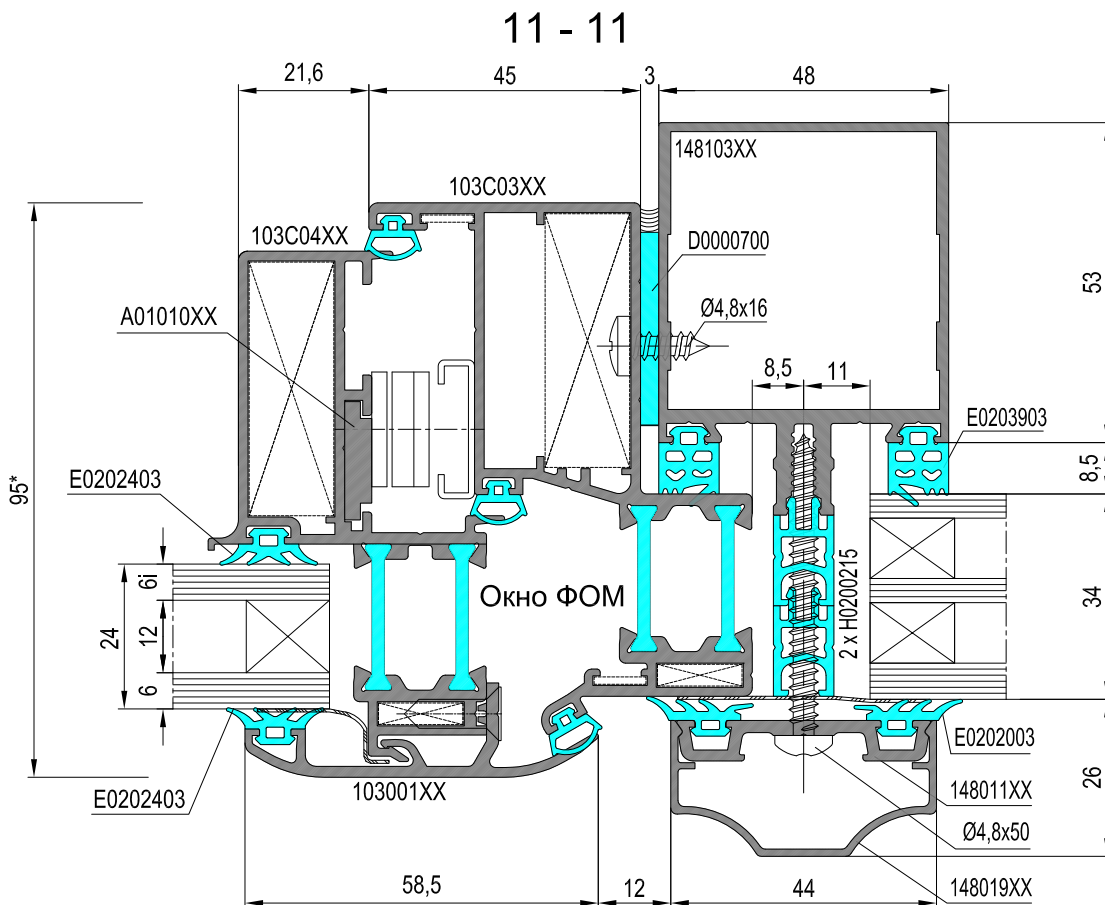 11 - 11
21,6
45
3
48
148103XX
103C03XX
103C04XX
D0000700
53
A01010XX
Ø4,8x16
8,5
11
E0203903
8,5
E0202403
95*
6i
24
12
6
Окно ФОМ
2 x H0200215
34
E0202003
103001XX
E0202403
148011XX
26
Ø4,8x50
58,5
12
44
148019XX